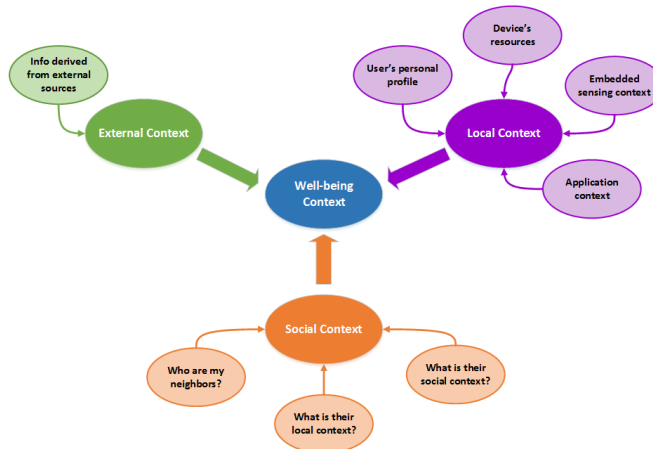 Device's
resources
Info derived
from external
sources
User's personal
profile
Embedded
sensing context
External Context
Local Context
Well-being
Context
Application
context
Social Context
Who are my
neighbors?
What is their
social context?
What is their
local context?